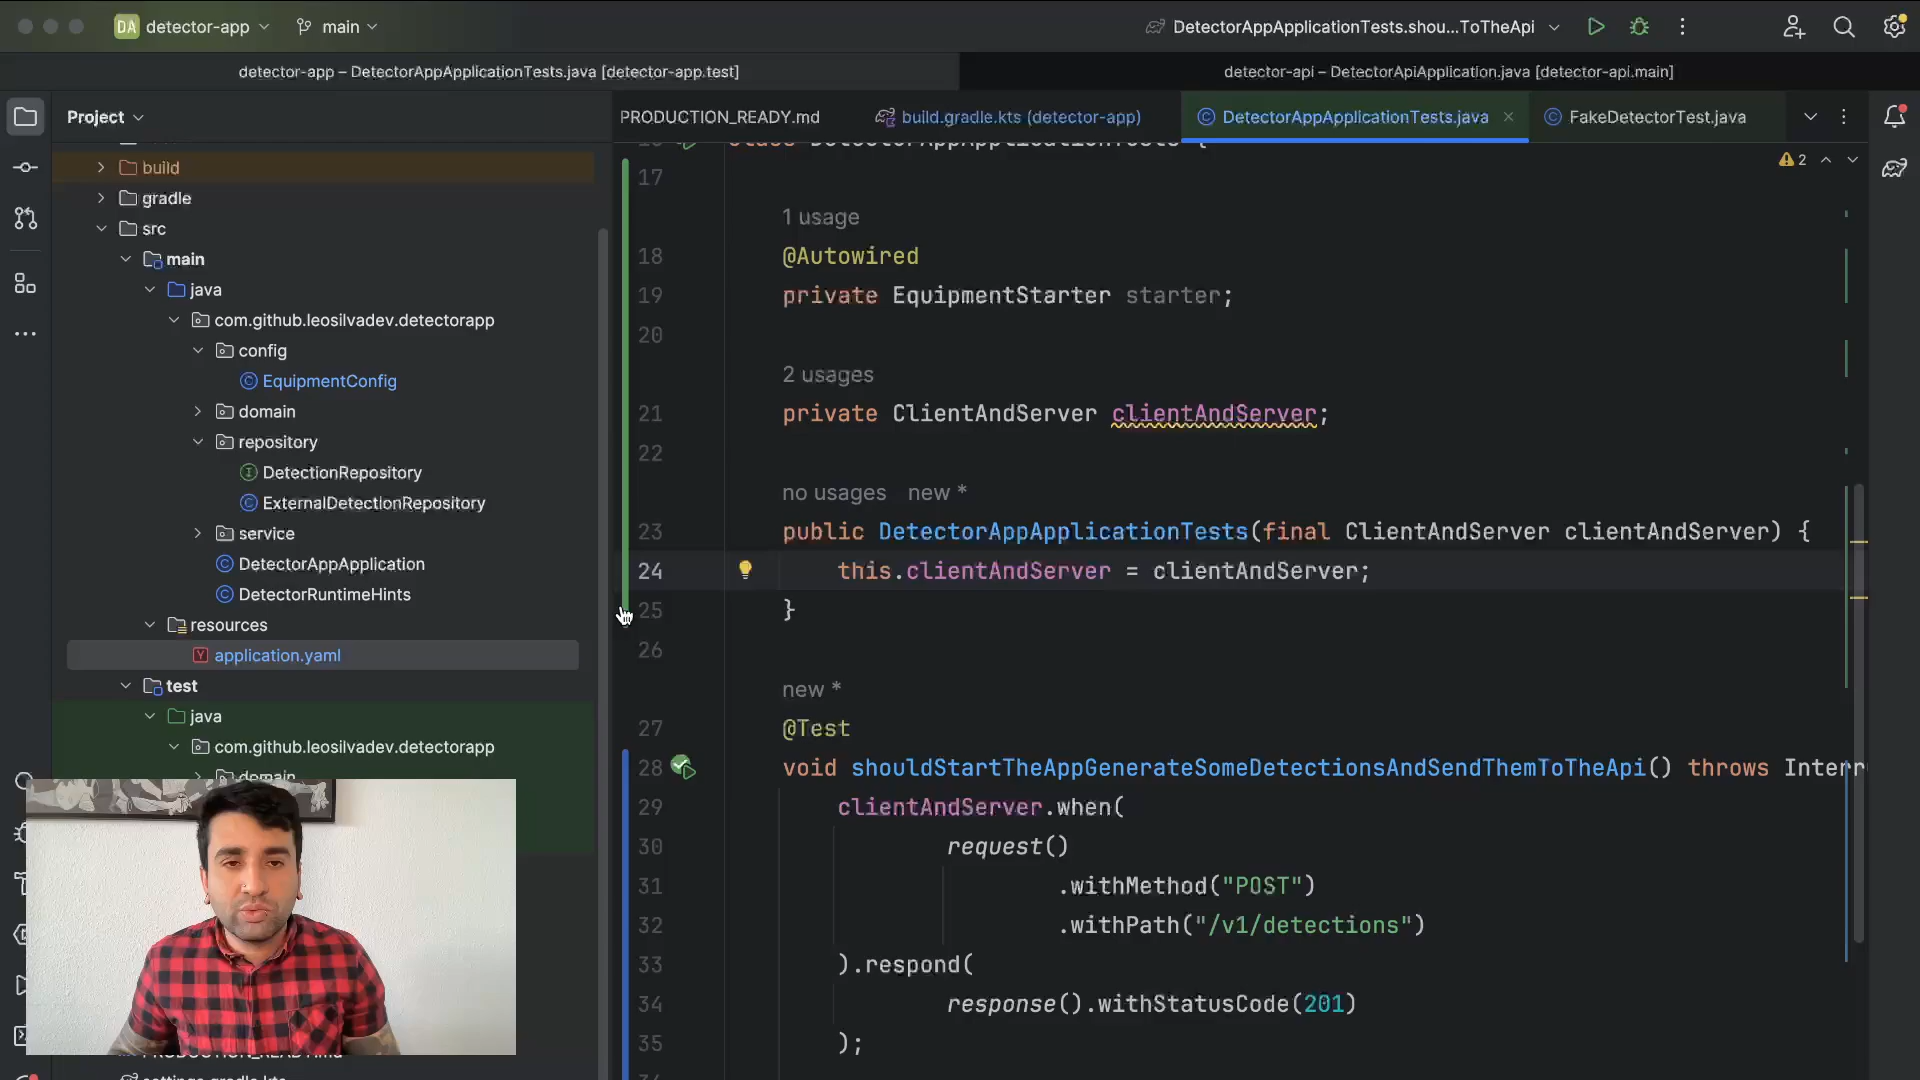 DA detector-app main
DetectorAppApplicationTests.shou...ToTheApi
detector-app – DetectorAppApplicationTests.java [detector-app.test]
detector-api – DetectorApiApplication.java [detector-api.main]
Project
PRODUCTION_READY.md
build.gradle.kts (detector-app)
DetectorAppApplicationTests.java
FakeDetectorTest.java
build
gradle
src
main
java
com.github.leosilvadev.detectorapp
config
EquipmentConfig
domain
repository
DetectionRepository
ExternalDetectionRepository
service
DetectorAppApplication
DetectorRuntimeHints
resources
application.yaml
test
java
com.github.leosilvadev.detectorapp
domain
2
class DetectorAppApplicationTests {
17
1 usage
18 @Autowired
19 private EquipmentStarter starter;
20
2 usages
21 private ClientAndServer clientAndServer;
22
no usages new *
23 public DetectorAppApplicationTests(final ClientAndServer clientAndServer) {
24 this.clientAndServer = clientAndServer;
25 }
26
new *
27 @Test
28 void shouldStartTheAppGenerateSomeDetectionsAndSendThemToTheApi() throws Interr
29 clientAndServer.when(
30 request()
31 .withMethod("POST")
32 .withPath("/v1/detections")
33 ).respond(
34 response().withStatusCode(201)
35 );